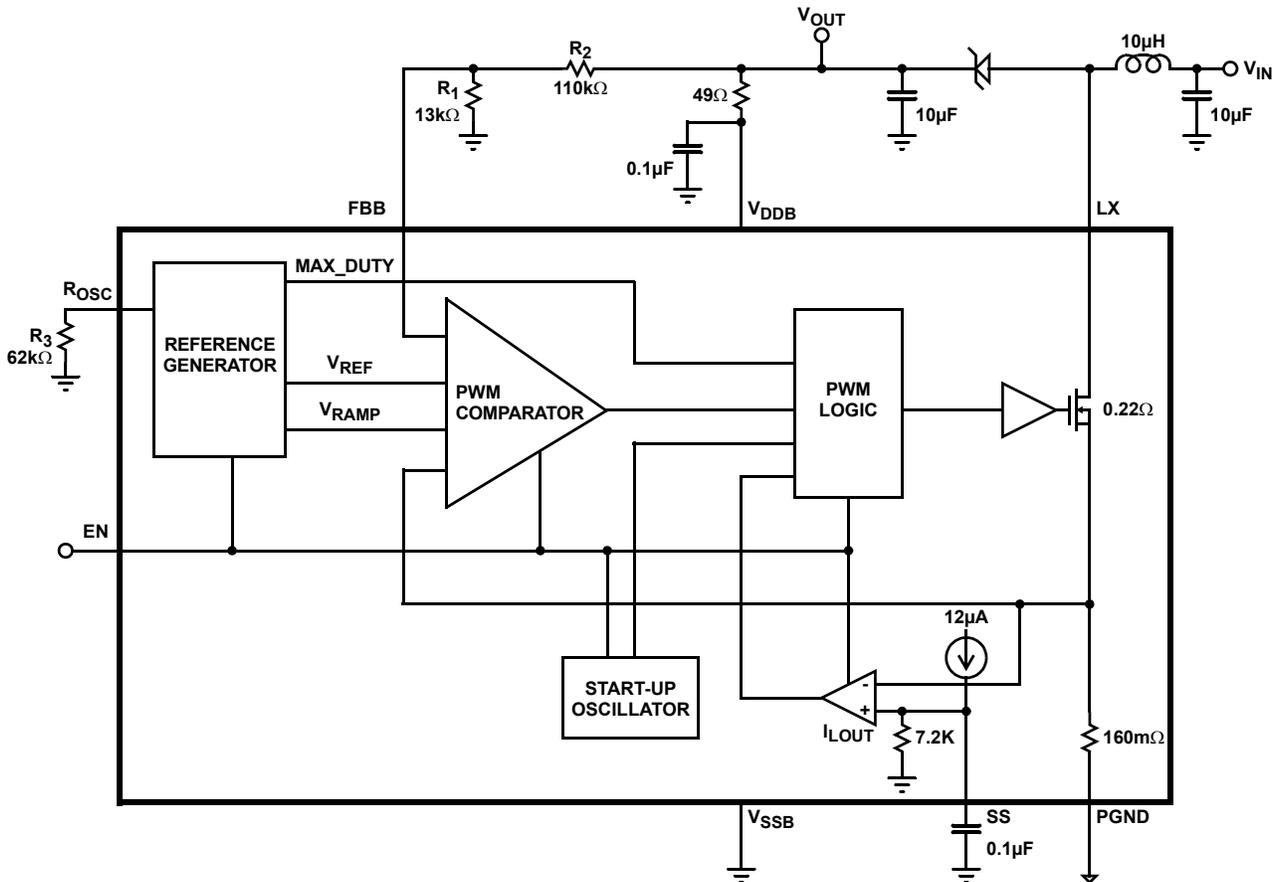 VOUT
10µH
VIN
R2
110kΩ
R1
13kΩ
49Ω
10µF
10µF
0.1µF
FBB
VDDB
LX
MAX_DUTY
ROSC
R3
62kΩ
REFERENCE
GENERATOR
VREF
VRAMP
PWM
COMPARATOR
PWM
LOGIC
0.22Ω
EN
12µA
START-UP
OSCILLATOR
-
+
ILOUT
7.2K
160mΩ
VSSB
SS
PGND
0.1µF